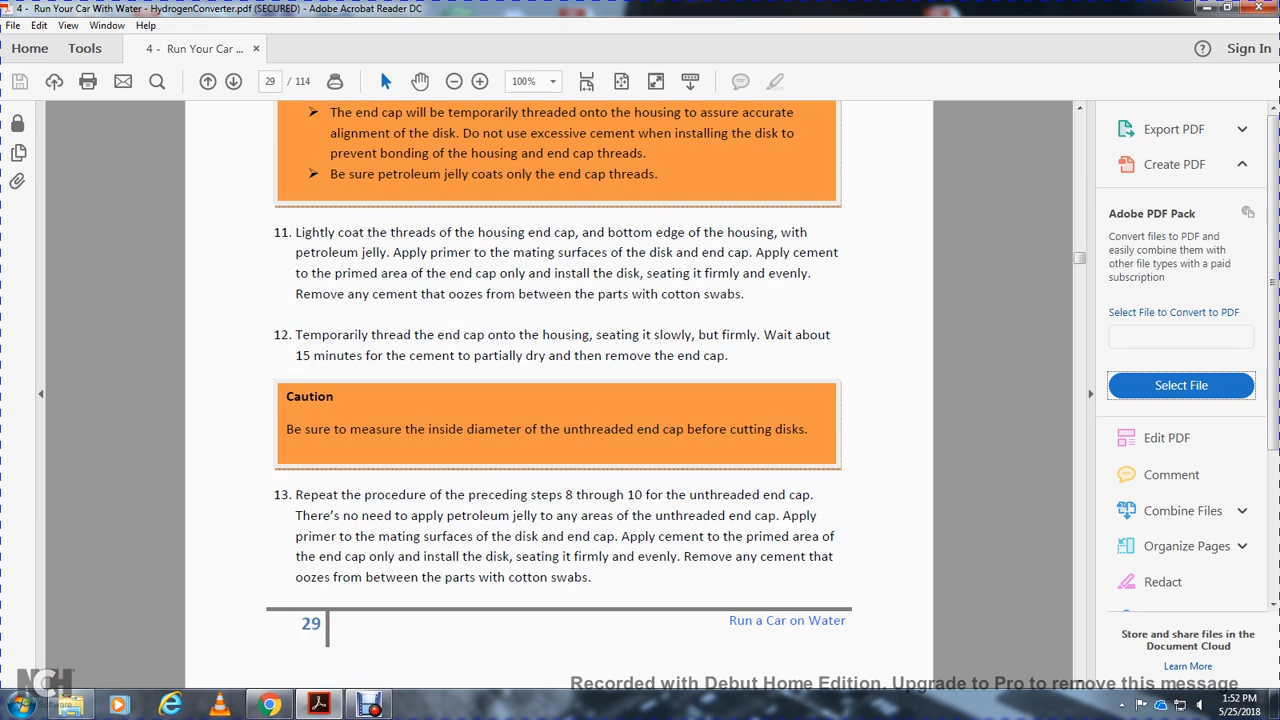 4 - Run Your Car With Water - HydrogenConverter.pdf (SECURED) - Adobe Acrobat Reader DC
File Edit View Window Help
Home Tools 4 - Run Your Car ... × Sign In
29 / 114 100%
The end cap will be temporarily threaded onto the housing to assure accurate
alignment of the disk. Do not use excessive cement when installing the disk to
prevent bonding of the housing and end cap threads.
Be sure petroleum jelly coats only the end cap threads.
11. Lightly coat the threads of the housing end cap, and bottom edge of the housing, with
petroleum jelly. Apply primer to the mating surfaces of the disk and end cap. Apply cement
to the primed area of the end cap only and install the disk, seating it firmly and evenly.
Remove any cement that oozes from between the parts with cotton swabs.
12. Temporarily thread the end cap onto the housing, seating it slowly, but firmly. Wait about
15 minutes for the cement to partially dry and then remove the end cap.
Caution
Be sure to measure the inside diameter of the unthreaded end cap before cutting disks.
13. Repeat the procedure of the preceding steps 8 through 10 for the unthreaded end cap.
There's no need to apply petroleum jelly to any areas of the unthreaded end cap. Apply
primer to the mating surfaces of the disk and end cap. Apply cement to the primed area of
the end cap only and install the disk, seating it firmly and evenly. Remove any cement that
oozes from between the parts with cotton swabs.
29
Run a Car on Water
Export PDF
Create PDF
Adobe PDF Pack
Convert files to PDF and
easily combine them with
other file types with a paid
subscription
Select File to Convert to PDF
Select File
Edit PDF
Comment
Combine Files
Organize Pages
Redact
Store and share files in the
Document Cloud
Learn More
NCH
Software
Recorded with Debut Home Edition. Upgrade to Pro to remove this message
1:52 PM
5/25/2018